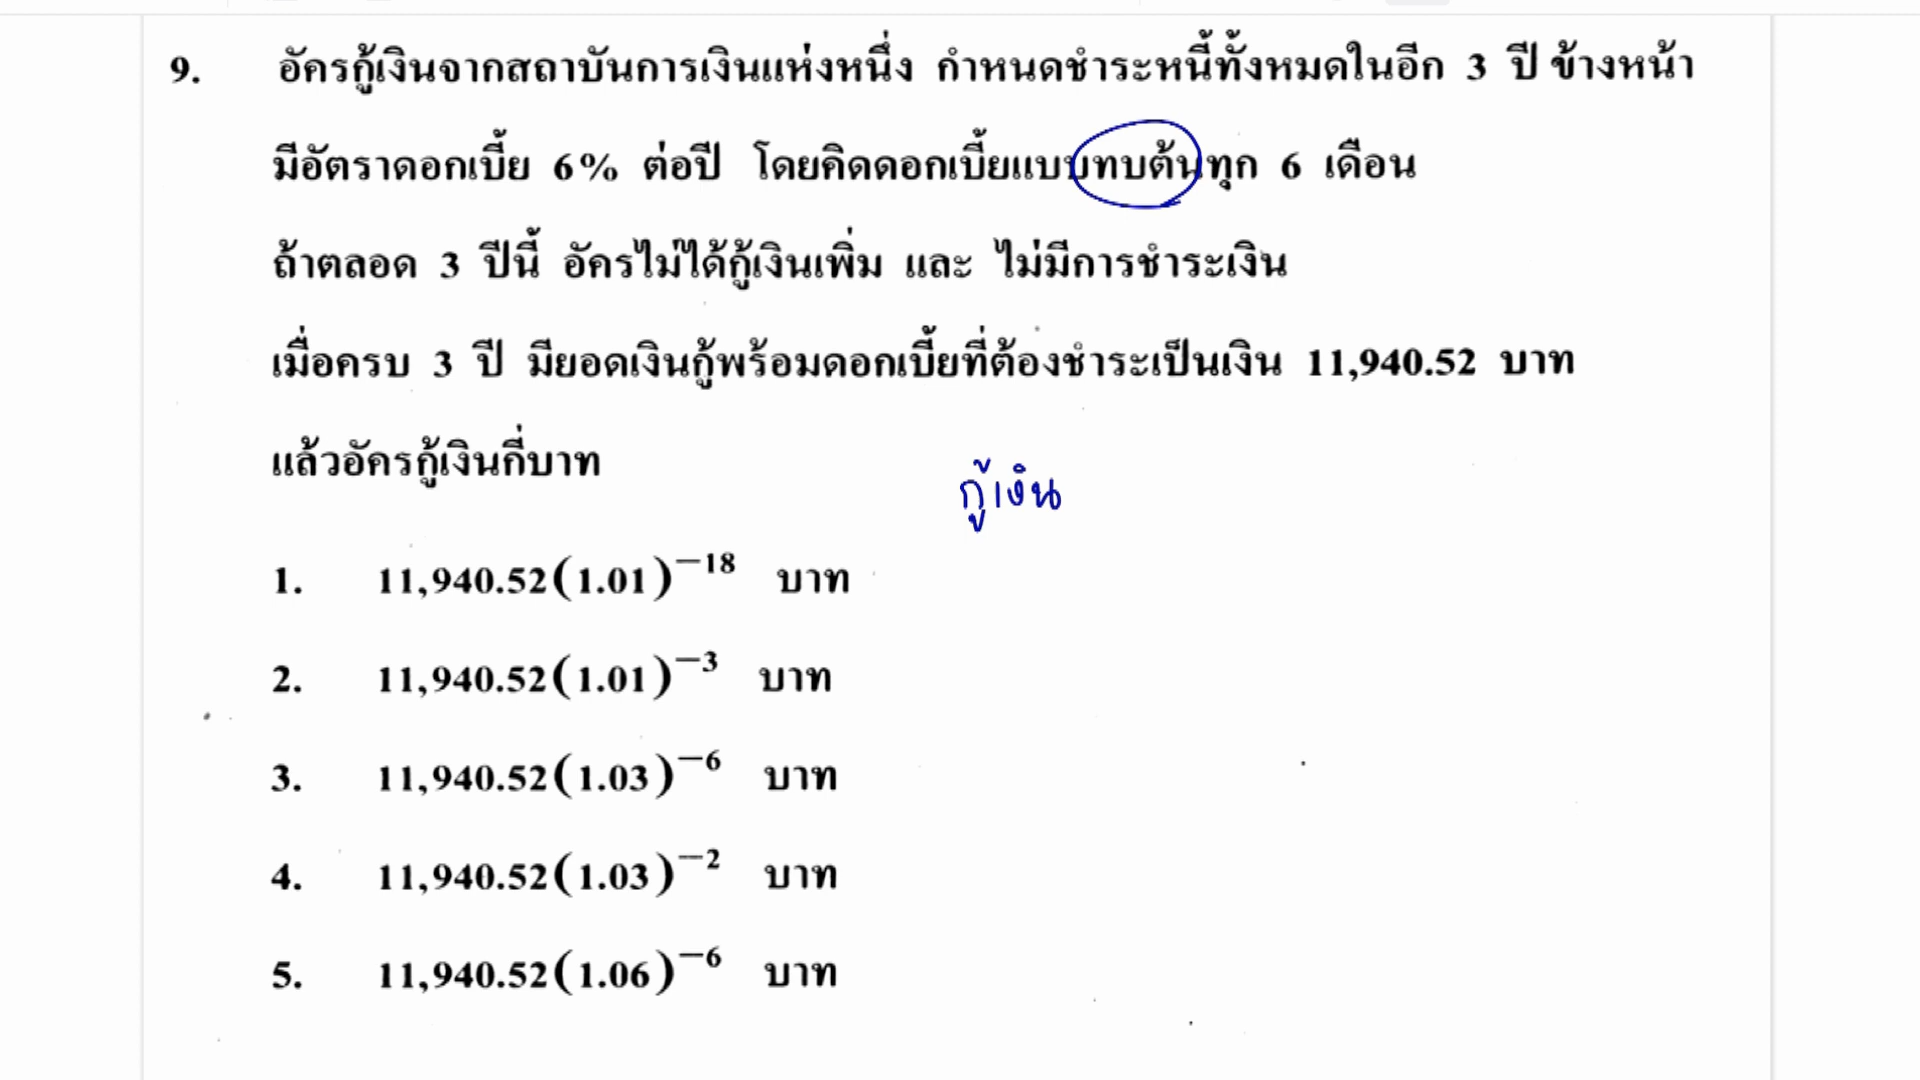 9. อัครกู้เงินจากสถาบันการเงินแห่งหนึ่ง กำหนดชำระหนี้ทั้งหมดในอีก 3 ปี ข้างหน้า
มีอัตราดอกเบี้ย 6% ต่อปี โดยคิดดอกเบี้ยแบบทบต้นทุก 6 เดือน
ถ้าตลอด 3 ปีนี้ อัครไม่ได้กู้เงินเพิ่ม และ ไม่มีการชำระเงิน
เมื่อครบ 3 ปี มียอดเงินกู้พร้อมดอกเบี้ยที่ต้องชำระเป็นเงิน 11,940.52 บาท
แล้วอัครกู้เงินกี่บาท
กู้เงิน
1. 11,940.52(1.01)⁻¹⁸ บาท
2. 11,940.52(1.01)⁻³ บาท
3. 11,940.52(1.03)⁻⁶ บาท
4. 11,940.52(1.03)⁻² บาท
5. 11,940.52(1.06)⁻⁶ บาท